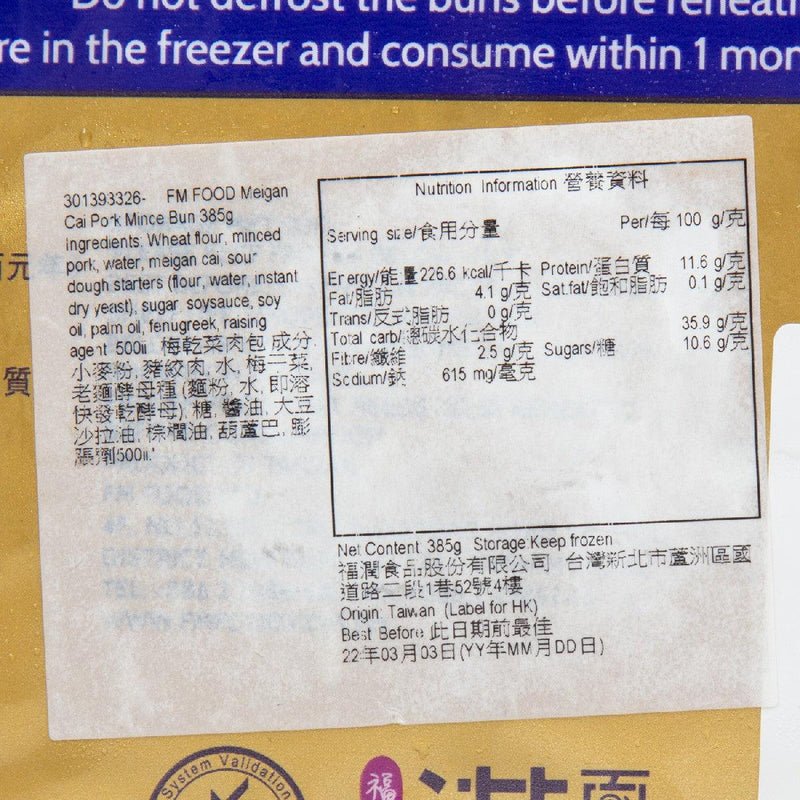 Do not defrost the buns before reheati
re in the freezer and consume within 1 mon
301393326- FM FOOD Meigan
Cai Pork Mince Bun 385g
Ingredients: Wheat flour, minced
pork, water, meigan cai, sour
dough starters (flour, water, instant
dry yeast), sugar, soysauce, soy
oil, palm oil, fenugreek, raising
agent 500ii. 梅乾菜肉包 成分:
小麥粉, 豬絞肉, 水, 梅干菜,
老麵酵母種 (麵粉, 水, 即溶
快發乾酵母), 糖, 醬油, 大豆
沙拉油, 棕櫚油, 葫蘆巴, 膨
漲劑500ii.
Nutrition Information 營養資料
Serving size/食用分量 Per/每 100 g/克
Energy/能量 226.6 kcal/千卡 Protein/蛋白質 11.6 g/克
Fat/脂肪 4.1 g/克 Sat.fat/飽和脂肪 0.1 g/克
Trans/反式脂肪 0 g/克
Total carb/總碳水化合物 35.9 g/克
Fibre/纖維 2.5 g/克 Sugars/糖 10.6 g/克
Sodium/鈉 615 mg/毫克
Net Content: 385g Storage:Keep frozen
福潤食品股份有限公司 台灣新北市蘆洲區國
道路二段1巷52號4樓
Origin: Taiwan (Label for HK)
Best Before 此日期前最佳
22年03月03日(YY年MM月DD日)
元
質
System Validation
福